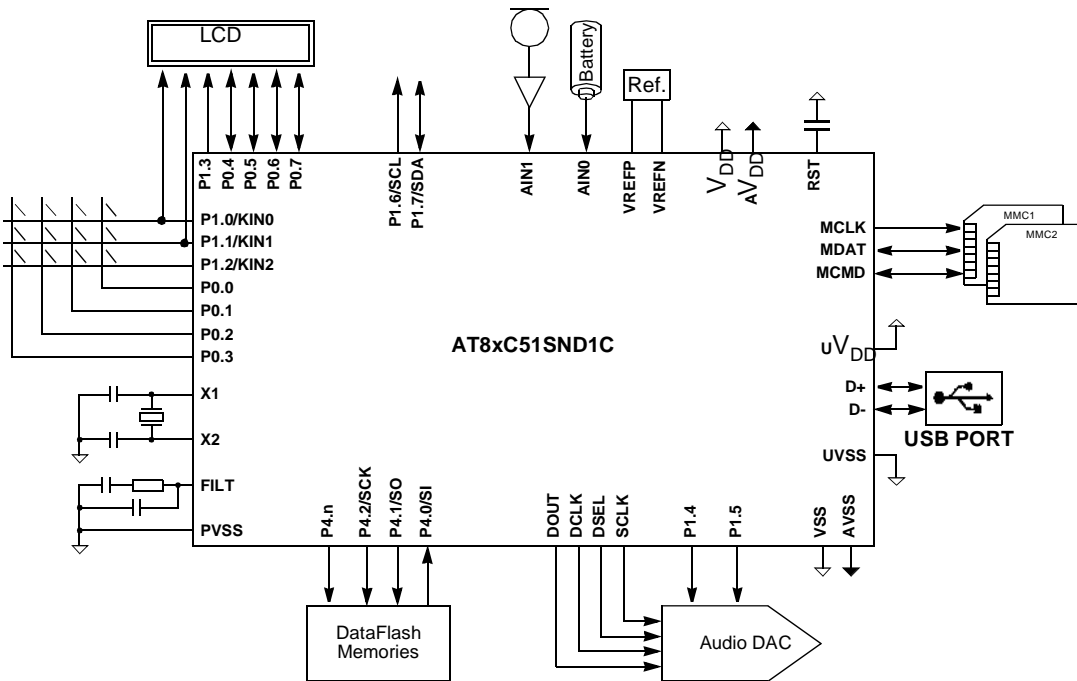 LCD
Battery
Ref.
P1.3
P0.4
P0.5
P0.6
P0.7
P1.6/SCL
P1.7/SDA
AIN1
AIN0
VREFP
VREFN
VDD
AVDD
RST
P1.0/KIN0
P1.1/KIN1
P1.2/KIN2
P0.0
P0.1
P0.2
P0.3
X1
X2
FILT
PVSS
AT8xC51SND1C
MCLK
MDAT
MCMD
MMC1
MMC2
UVDD
D+
D-
USB PORT
UVSS
P4.n
P4.2/SCK
P4.1/SO
P4.0/SI
DOUT
DCLK
DSEL
SCLK
P1.4
P1.5
VSS
AVSS
DataFlash
Memories
Audio DAC